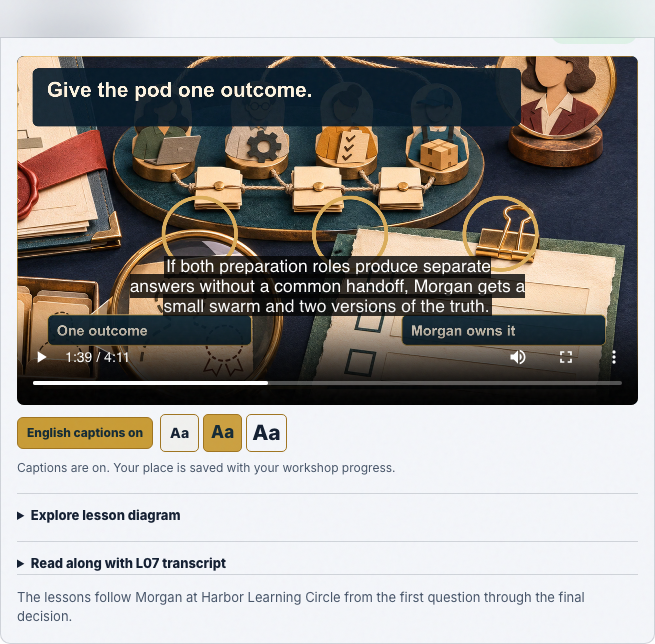 Give the pod one outcome.
If both preparation roles produce separate
answers without a common handoff, Morgan gets a
small swarm and two versions of the truth.
One outcome
Morgan owns it
1:39 / 4:11
English captions on
Aa
Aa
Aa
Captions are on. Your place is saved with your workshop progress.
Explore lesson diagram
Read along with L07 transcript
The lessons follow Morgan at Harbor Learning Circle from the first question through the final
decision.